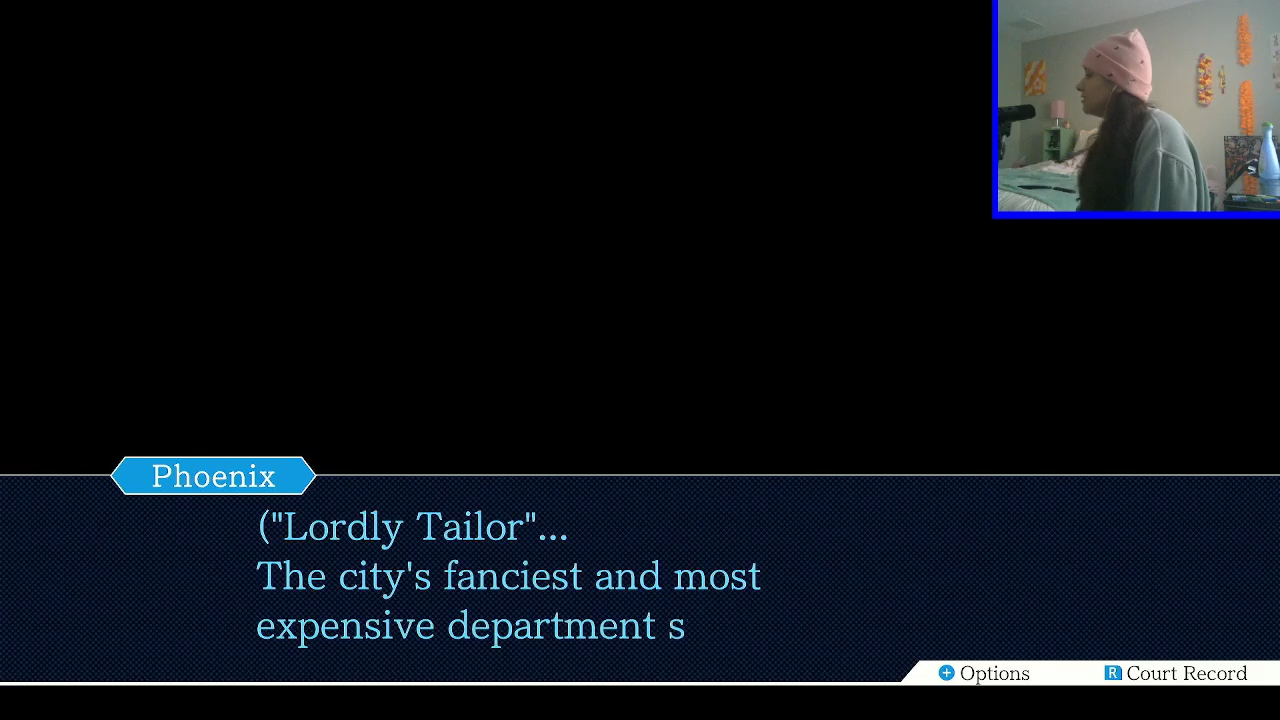 Phoenix
("Lordly Tailor"...
The city's fanciest and most
expensive department s
+ Options
R Court Record